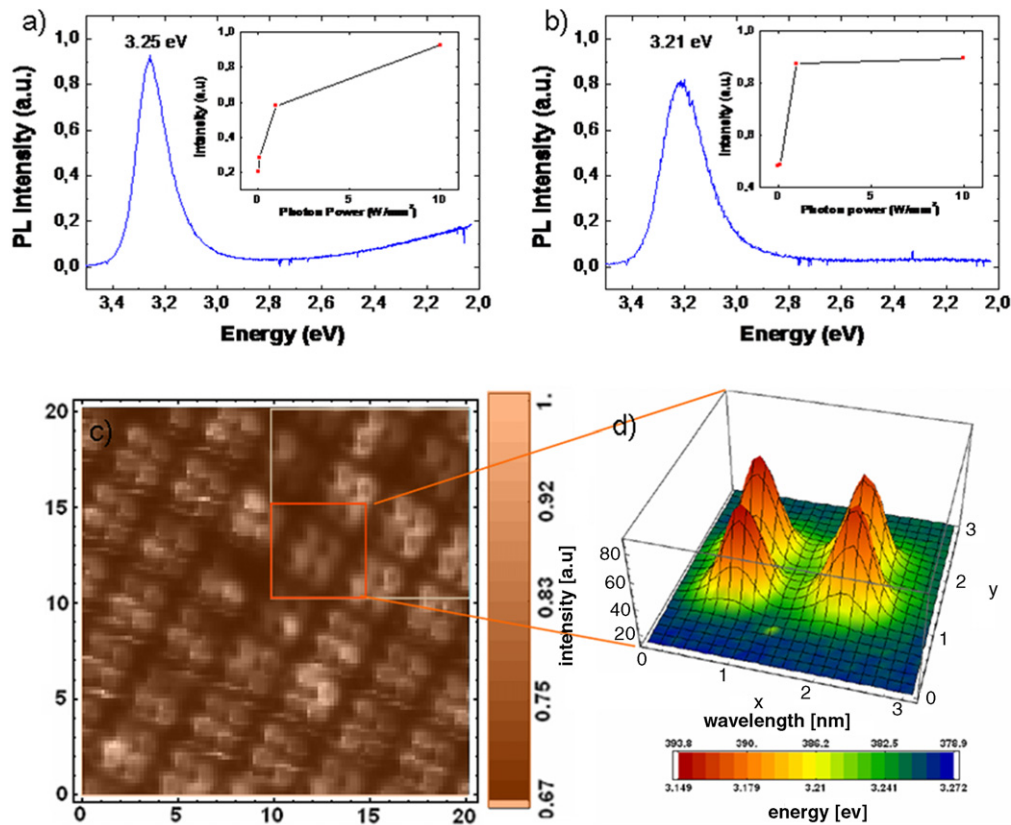 a)
3.25 eV
PL Intensity (a.u.)
1,0
0,8
0,6
0,4
0,2
0,0
3,4 3,2 3,0 2,8 2,6 2,4 2,2 2,0
Energy (eV)
Intensity (a.u)
1.0
0.8
0.6
0.4
0.2
0 5 10
Photon Power (W/mm²)
b)
3.21 eV
PL Intensity (a.u.)
1,0
0,8
0,6
0,4
0,2
0,0
3,4 3,2 3,0 2,8 2,6 2,4 2,2 2,0
Energy (eV)
Intensity (a.u)
0,8
0,4
0 5 10
Photon power (W/mm²)
c)
20
15
10
5
0
0 5 10 15 20
1.
0.92
0.83
0.75
0.67
d)
intensity [a.u]
80
60
40
20
0 1 2 3
x
0
1
2
3
y
wavelength [nm]
393.8 390. 386.2 382.5 378.9
3.149 3.179 3.21 3.241 3.272
energy [ev]